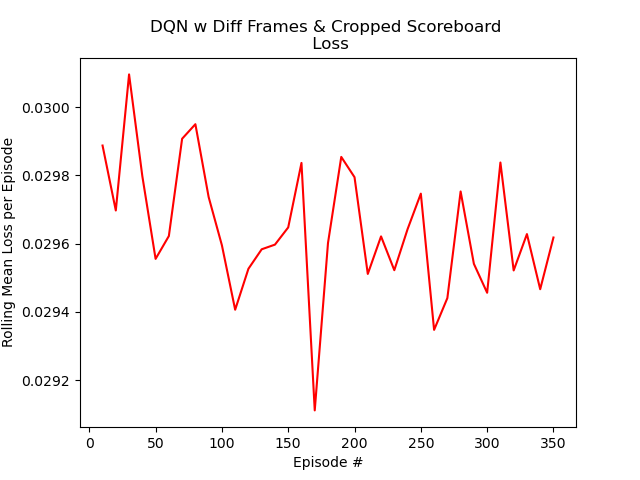 DQN w Diff Frames & Cropped Scoreboard
Loss
Rolling Mean Loss per Episode
0.0300
0.0298
0.0296
0.0294
0.0292
0 50 100 150 200 250 300 350
Episode #